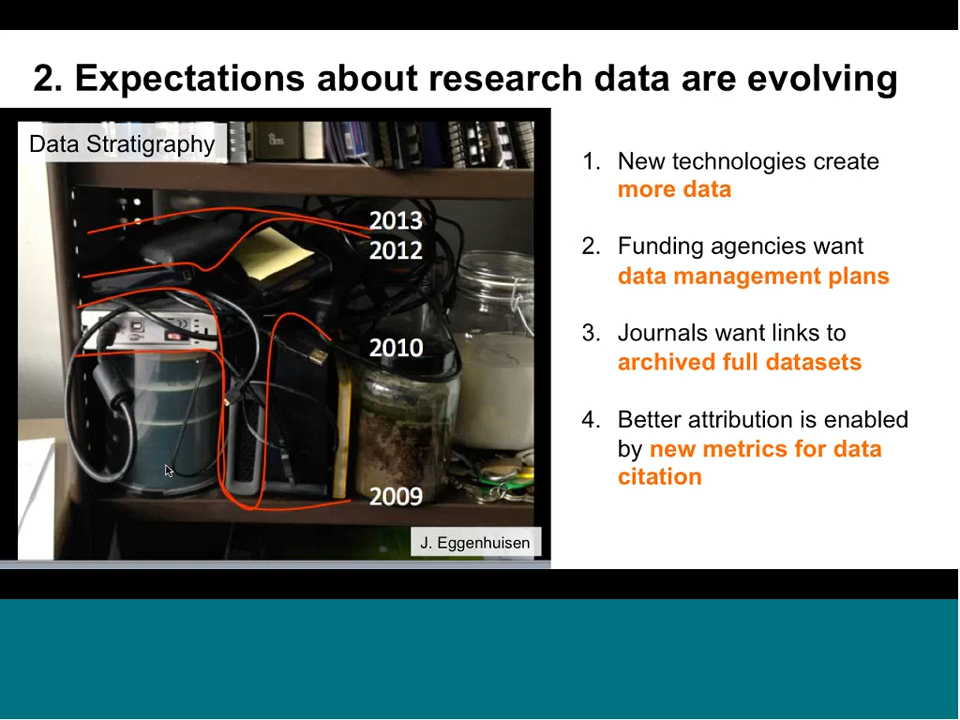 2. Expectations about research data are evolving
Data Stratigraphy
2013
2012
2010
2009
J. Eggenhuisen
1. New technologies create
more data
2. Funding agencies want
data management plans
3. Journals want links to
archived full datasets
4. Better attribution is enabled
by new metrics for data
citation